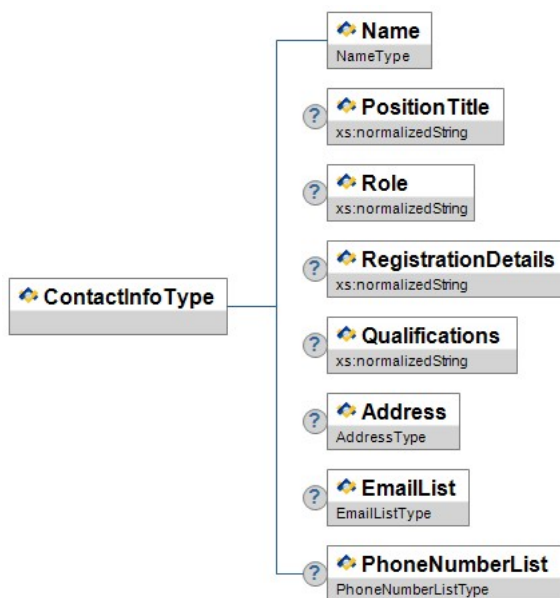 Name
NameType
?
PositionTitle
xs:normalizedString
?
Role
xs:normalizedString
?
RegistrationDetails
xs:normalizedString
ContactInfoType
?
Qualifications
xs:normalizedString
?
Address
AddressType
?
EmailList
EmailListType
?
PhoneNumberList
PhoneNumberListType